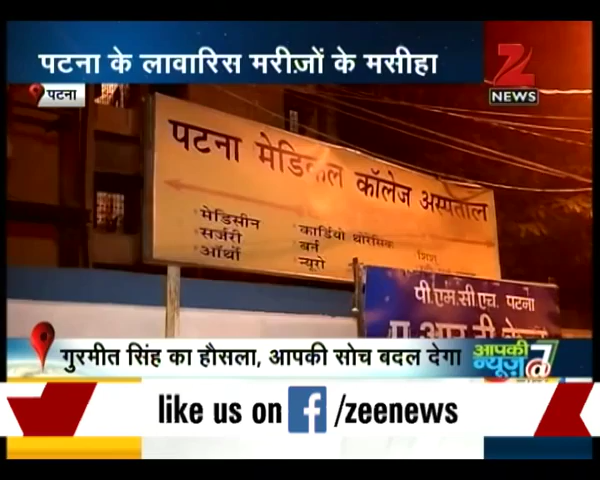 पटना के लावारिस मरीज़ों के मसीहा
Z
NEWS
पटना
पटना मेडिकल कॉलेज अस्पताल
मेडिसीन
सर्जरी
ऑर्थो
कार्डियो थोरेसिक
बर्न
न्यूरो
शिशु
पी.एम.सी.एच. पटना
गुरमीत सिंह का हौसला, आपकी सोच बदल देगा
आपकी
न्यूज़@7
like us on f/zeenews